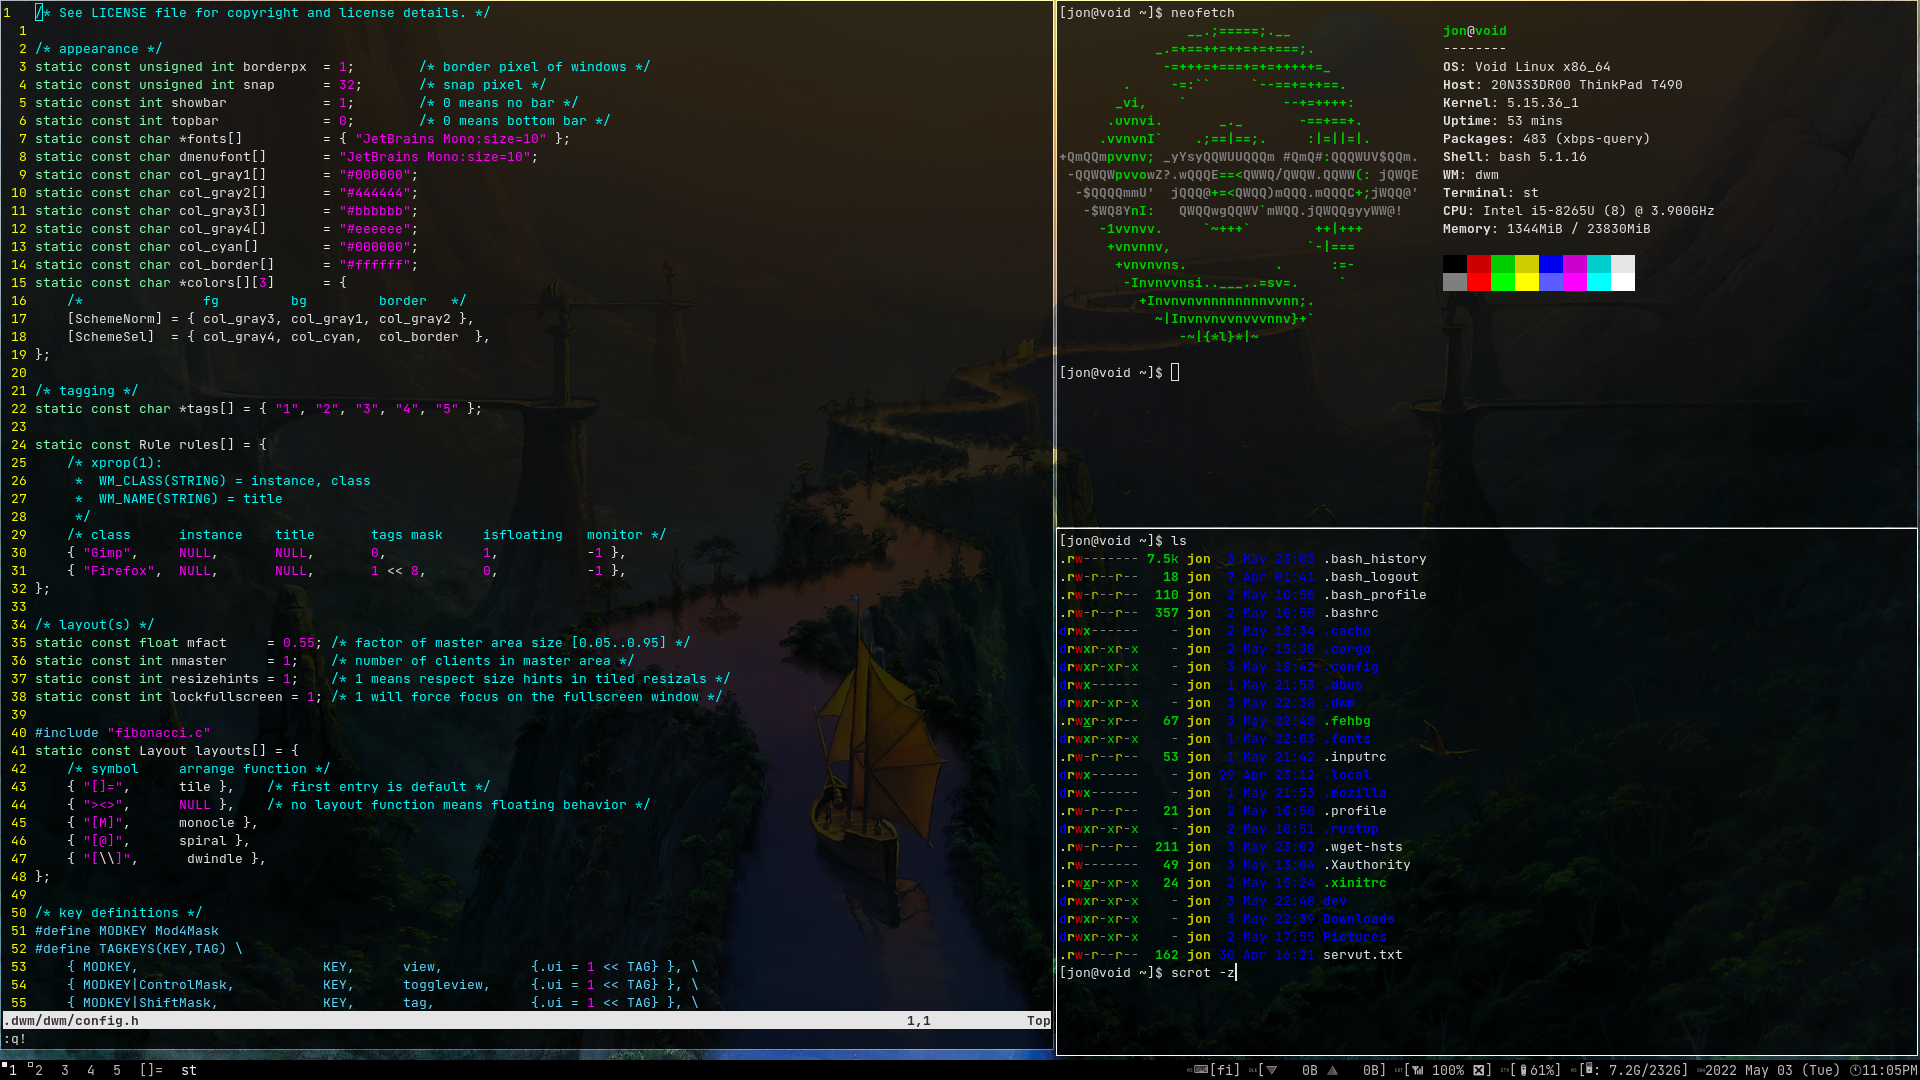 1   /* See LICENSE file for copyright and license details. */
  1
  2 /* appearance */
  3 static const unsigned int borderpx  = 1;        /* border pixel of windows */
  4 static const unsigned int snap      = 32;       /* snap pixel */
  5 static const int showbar            = 1;        /* 0 means no bar */
  6 static const int topbar             = 0;        /* 0 means bottom bar */
  7 static const char *fonts[]          = { "JetBrains Mono:size=10" };
  8 static const char dmenufont[]       = "JetBrains Mono:size=10";
  9 static const char col_gray1[]       = "#000000";
 10 static const char col_gray2[]       = "#444444";
 11 static const char col_gray3[]       = "#bbbbbb";
 12 static const char col_gray4[]       = "#eeeeee";
 13 static const char col_cyan[]        = "#000000";
 14 static const char col_border[]      = "#ffffff";
 15 static const char *colors[][3]      = {
 16     /*               fg         bg         border   */
 17     [SchemeNorm] = { col_gray3, col_gray1, col_gray2 },
 18     [SchemeSel]  = { col_gray4, col_cyan,  col_border  },
 19 };
 20
 21 /* tagging */
 22 static const char *tags[] = { "1", "2", "3", "4", "5" };
 23
 24 static const Rule rules[] = {
 25     /* xprop(1):
 26      *  WM_CLASS(STRING) = instance, class
 27      *  WM_NAME(STRING) = title
 28      */
 29     /* class      instance    title       tags mask     isfloating   monitor */
 30     { "Gimp",     NULL,       NULL,       0,            1,           -1 },
 31     { "Firefox",  NULL,       NULL,       1 << 8,       0,           -1 },
 32 };
 33
 34 /* layout(s) */
 35 static const float mfact     = 0.55; /* factor of master area size [0.05..0.95] */
 36 static const int nmaster     = 1;    /* number of clients in master area */
 37 static const int resizehints = 1;    /* 1 means respect size hints in tiled resizals */
 38 static const int lockfullscreen = 1; /* 1 will force focus on the fullscreen window */
 39
 40 #include "fibonacci.c"
 41 static const Layout layouts[] = {
 42     /* symbol     arrange function */
 43     { "[]=",      tile },    /* first entry is default */
 44     { "><>",      NULL },    /* no layout function means floating behavior */
 45     { "[M]",      monocle },
 46     { "[@]",      spiral },
 47     { "[\\]",      dwindle },
 48 };
 49
 50 /* key definitions */
 51 #define MODKEY Mod4Mask
 52 #define TAGKEYS(KEY,TAG) \
 53     { MODKEY,                       KEY,      view,           {.ui = 1 << TAG} }, \
 54     { MODKEY|ControlMask,           KEY,      toggleview,     {.ui = 1 << TAG} }, \
 55     { MODKEY|ShiftMask,             KEY,      tag,            {.ui = 1 << TAG} }, \
.dwm/dwm/config.h 1,1 Top
:q!
[jon@void ~]$ neofetch
jon@void
--------
OS: Void Linux x86_64
Host: 20N3S3DR00 ThinkPad T490
Kernel: 5.15.36_1
Uptime: 53 mins
Packages: 483 (xbps-query)
Shell: bash 5.1.16
WM: dwm
Terminal: st
CPU: Intel i5-8265U (8) @ 3.900GHz
Memory: 1344MiB / 23830MiB
[jon@void ~]$
[jon@void ~]$ ls
.rw------- 7.5k jon  3 May 23:03 .bash_history
.rw-r--r--   18 jon  7 Apr 01:41 .bash_logout
.rw-r--r--  110 jon  2 May 18:50 .bash_profile
.rw-r--r--  357 jon  2 May 18:50 .bashrc
drwx------    - jon  2 May 18:34 .cache
drwxr-xr-x    - jon  2 May 15:30 .cargo
drwxr-xr-x    - jon  3 May 18:42 .config
drwx------    - jon  1 May 21:53 .dbus
drwxr-xr-x    - jon  3 May 22:38 .dwm
.rwxr-xr-x   67 jon  3 May 22:48 .fehbg
drwxr-xr-x    - jon  1 May 22:03 .fonts
.rw-r--r--   53 jon  1 May 21:42 .inputrc
drwx------    - jon 29 Apr 23:12 .local
drwx------    - jon  1 May 21:53 .mozilla
.rw-r--r--   21 jon  2 May 18:50 .profile
drwxr-xr-x    - jon  2 May 18:51 .rustup
.rw-r--r--  211 jon  3 May 23:02 .wget-hsts
.rw-------   49 jon  3 May 13:04 .Xauthority
.rwxr-xr-x   24 jon  2 May 15:24 .xinitrc
drwxr-xr-x    - jon  3 May 22:40 dev
drwxr-xr-x    - jon  3 May 22:39 Downloads
drwxr-xr-x    - jon  2 May 17:55 Pictures
.rw-r--r--  162 jon 30 Apr 16:21 servut.txt
[jon@void ~]$ scrot -z
1 2 3 4 5 []= st [fi] [ 0B 0B] [ 100% ] [ 61%] [ : 7.2G/232G] 2022 May 03 (Tue) 11:05PM